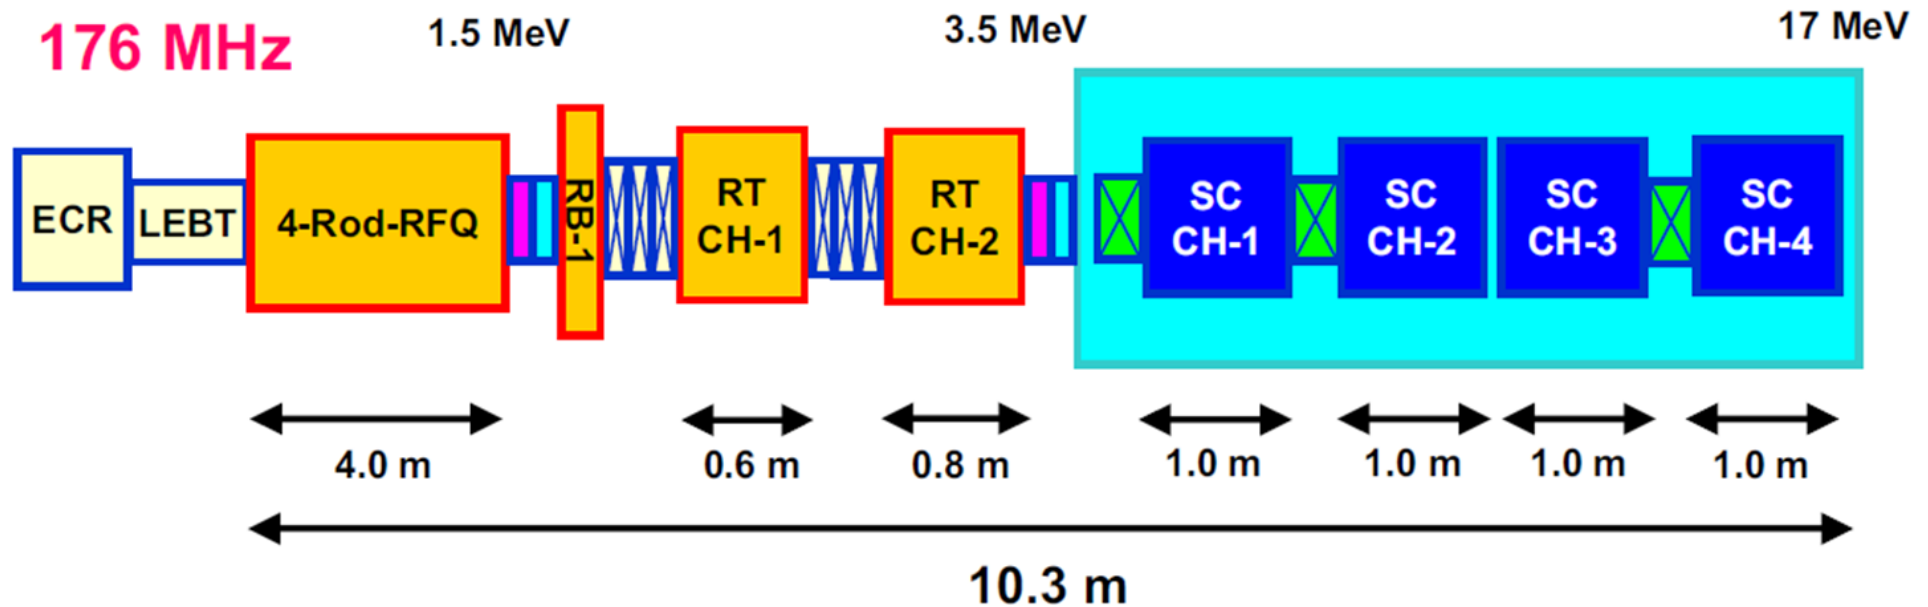 176 MHz
1.5 MeV
3.5 MeV
17 MeV
ECR
LEBT
4-Rod-RFQ
RB-1
RT
CH-1
RT
CH-2
SC
CH-1
SC
CH-2
SC
CH-3
SC
CH-4
4.0 m
0.6 m
0.8 m
1.0 m
1.0 m
1.0 m
1.0 m
10.3 m